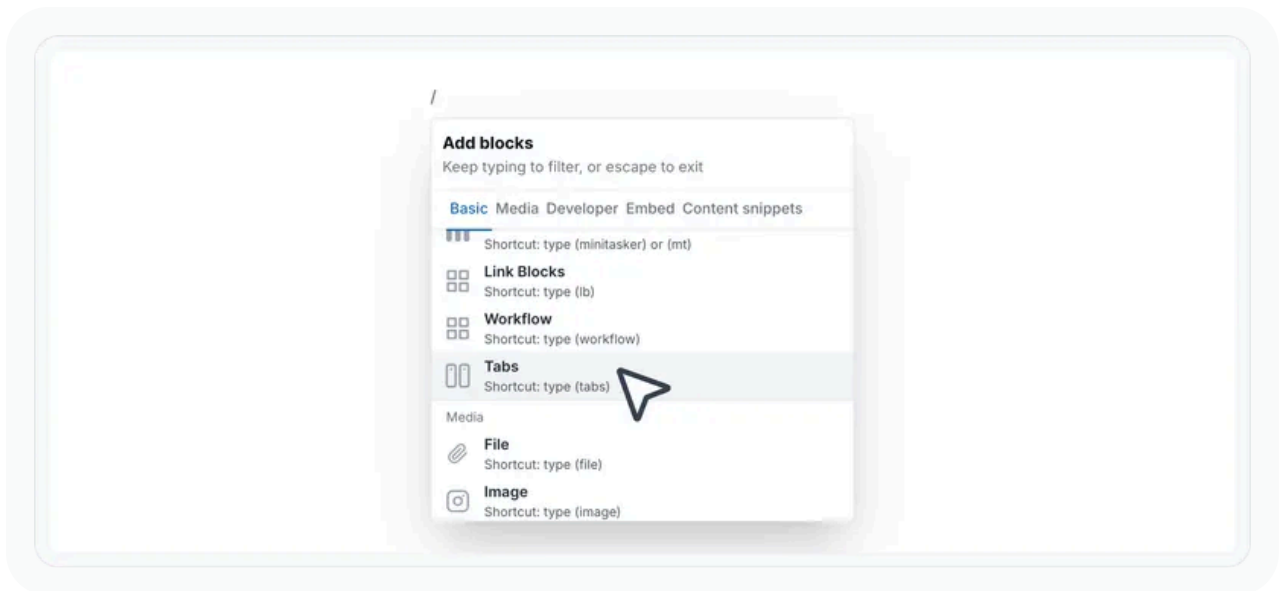 /
Add blocks
Keep typing to filter, or escape to exit
Basic Media Developer Embed Content snippets
Shortcut: type (minitasker) or (mt)
Link Blocks
Shortcut: type (lb)
Workflow
Shortcut: type (workflow)
Tabs
Shortcut: type (tabs)
Media
File
Shortcut: type (file)
Image
Shortcut: type (image)